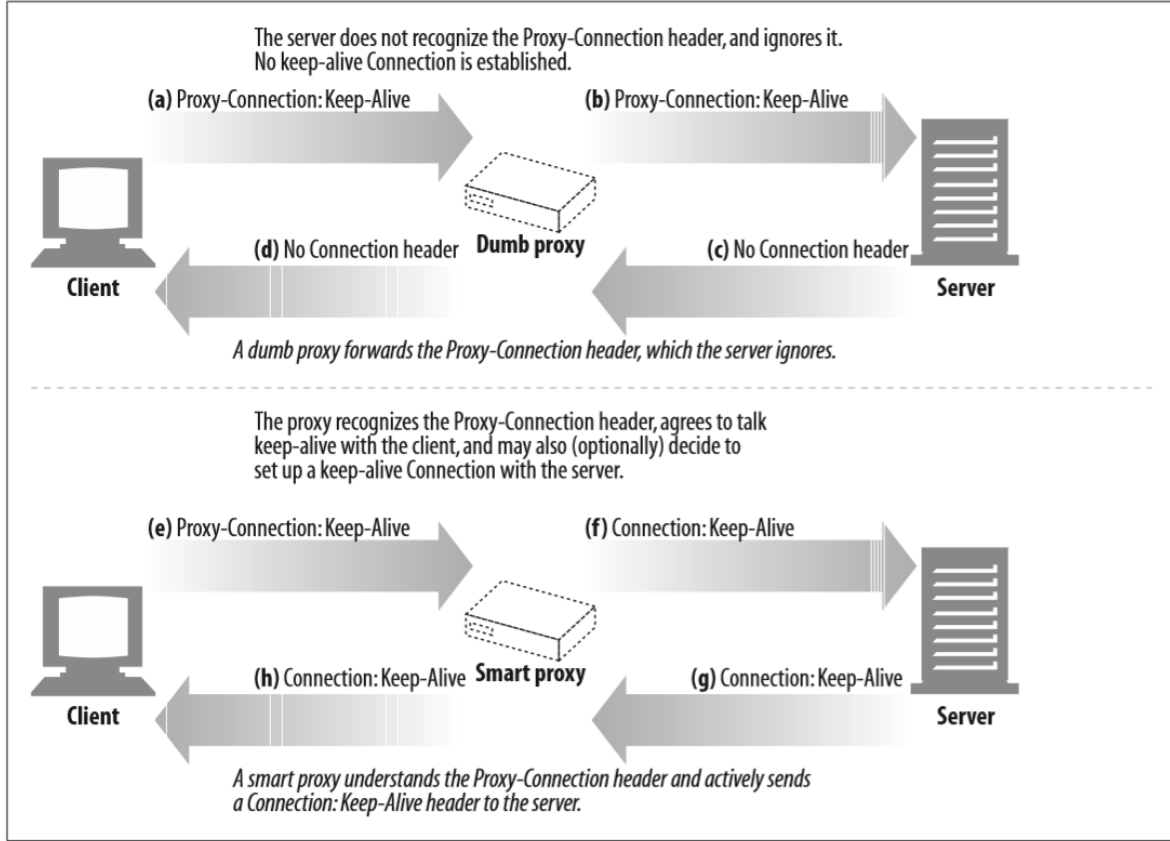 The server does not recognize the Proxy-Connection header, and ignores it.
No keep-alive Connection is established.
(a) Proxy-Connection: Keep-Alive
(b) Proxy-Connection: Keep-Alive
(d) No Connection header
Dumb proxy
(c) No Connection header
Client
Server
A dumb proxy forwards the Proxy-Connection header, which the server ignores.
The proxy recognizes the Proxy-Connection header, agrees to talk
keep-alive with the client, and may also (optionally) decide to
set up a keep-alive Connection with the server.
(e) Proxy-Connection: Keep-Alive
(f) Connection: Keep-Alive
(h) Connection: Keep-Alive
Smart proxy
(g) Connection: Keep-Alive
Client
Server
A smart proxy understands the Proxy-Connection header and actively sends
a Connection: Keep-Alive header to the server.